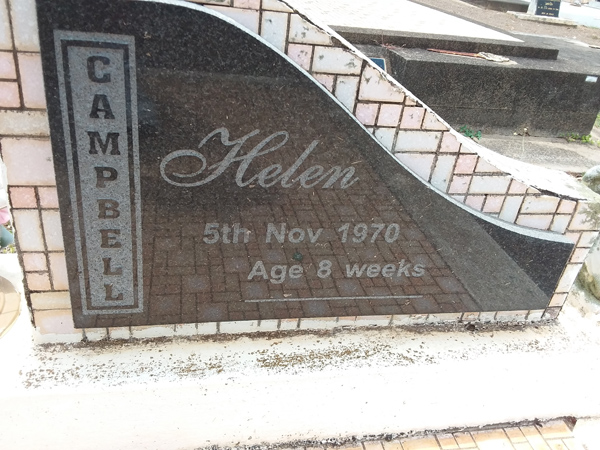 CAMPBELL
Helen
5th Nov 1970
Age 8 weeks